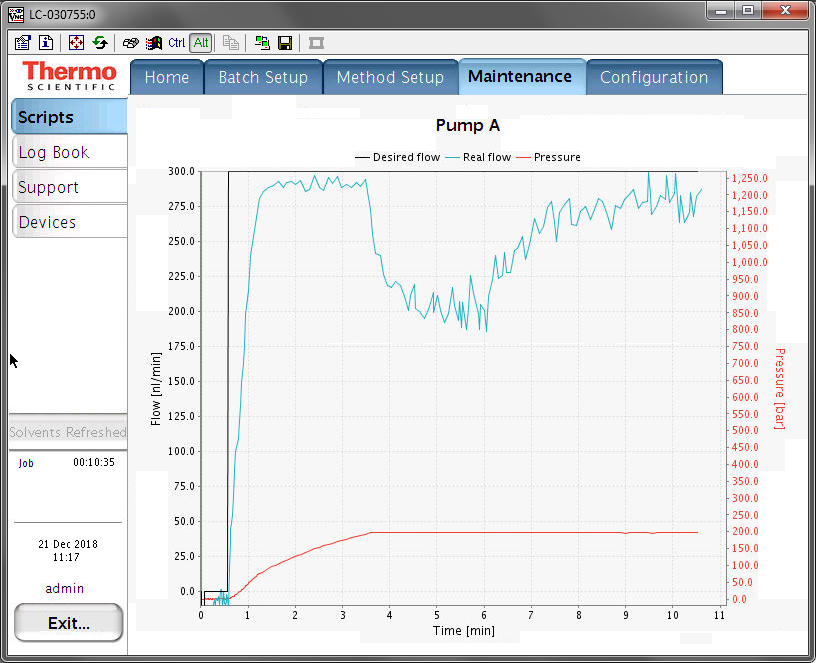 LC-030755:0
Ctrl Alt
Thermo
SCIENTIFIC
Home Batch Setup Method Setup Maintenance Configuration
Scripts
Log Book
Support
Devices
Solvents Refreshed
Job 00:10:35
21 Dec 2018
11:17
admin
Exit...
Pump A
Desired flow Real flow Pressure
Flow [nl/min]
300.0
275.0
250.0
225.0
200.0
175.0
150.0
125.0
100.0
75.0
50.0
25.0
0.0
0 1 2 3 4 5 6 7 8 9 10 11
Time [min]
1,250.0
1,200.0
1,150.0
1,100.0
1,050.0
1,000.0
950.0
900.0
850.0
800.0
750.0
700.0
650.0
600.0
550.0
500.0
450.0
400.0
350.0
300.0
250.0
200.0
150.0
100.0
50.0
0.0
Pressure [bar]